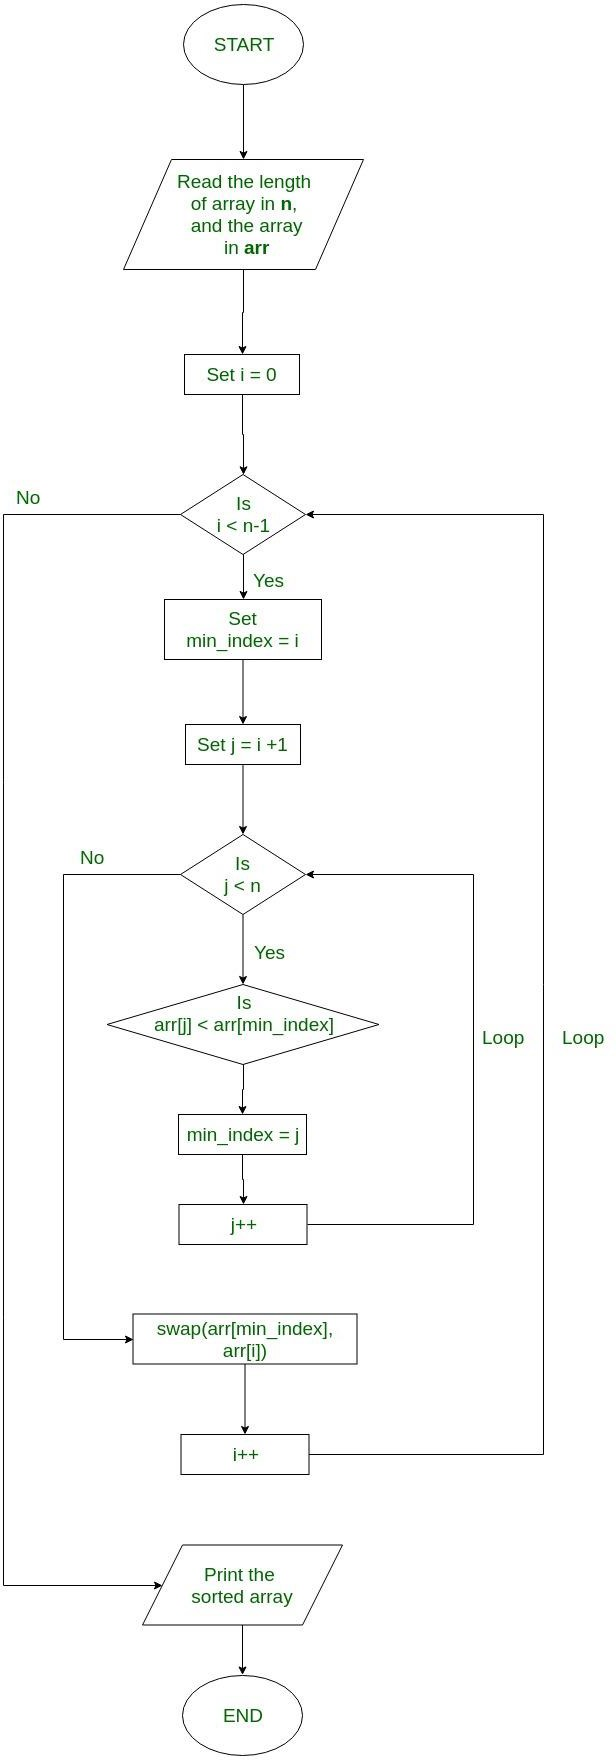 START
Read the length
of array in n,
and the array
in arr
Set i = 0
No
Is
i < n-1
Yes
Set
min_index = i
Set j = i +1
No
Is
j < n
Yes
Is
arr[j] < arr[min_index]
Loop
Loop
min_index = j
j++
swap(arr[min_index],
arr[i])
i++
Print the
sorted array
END